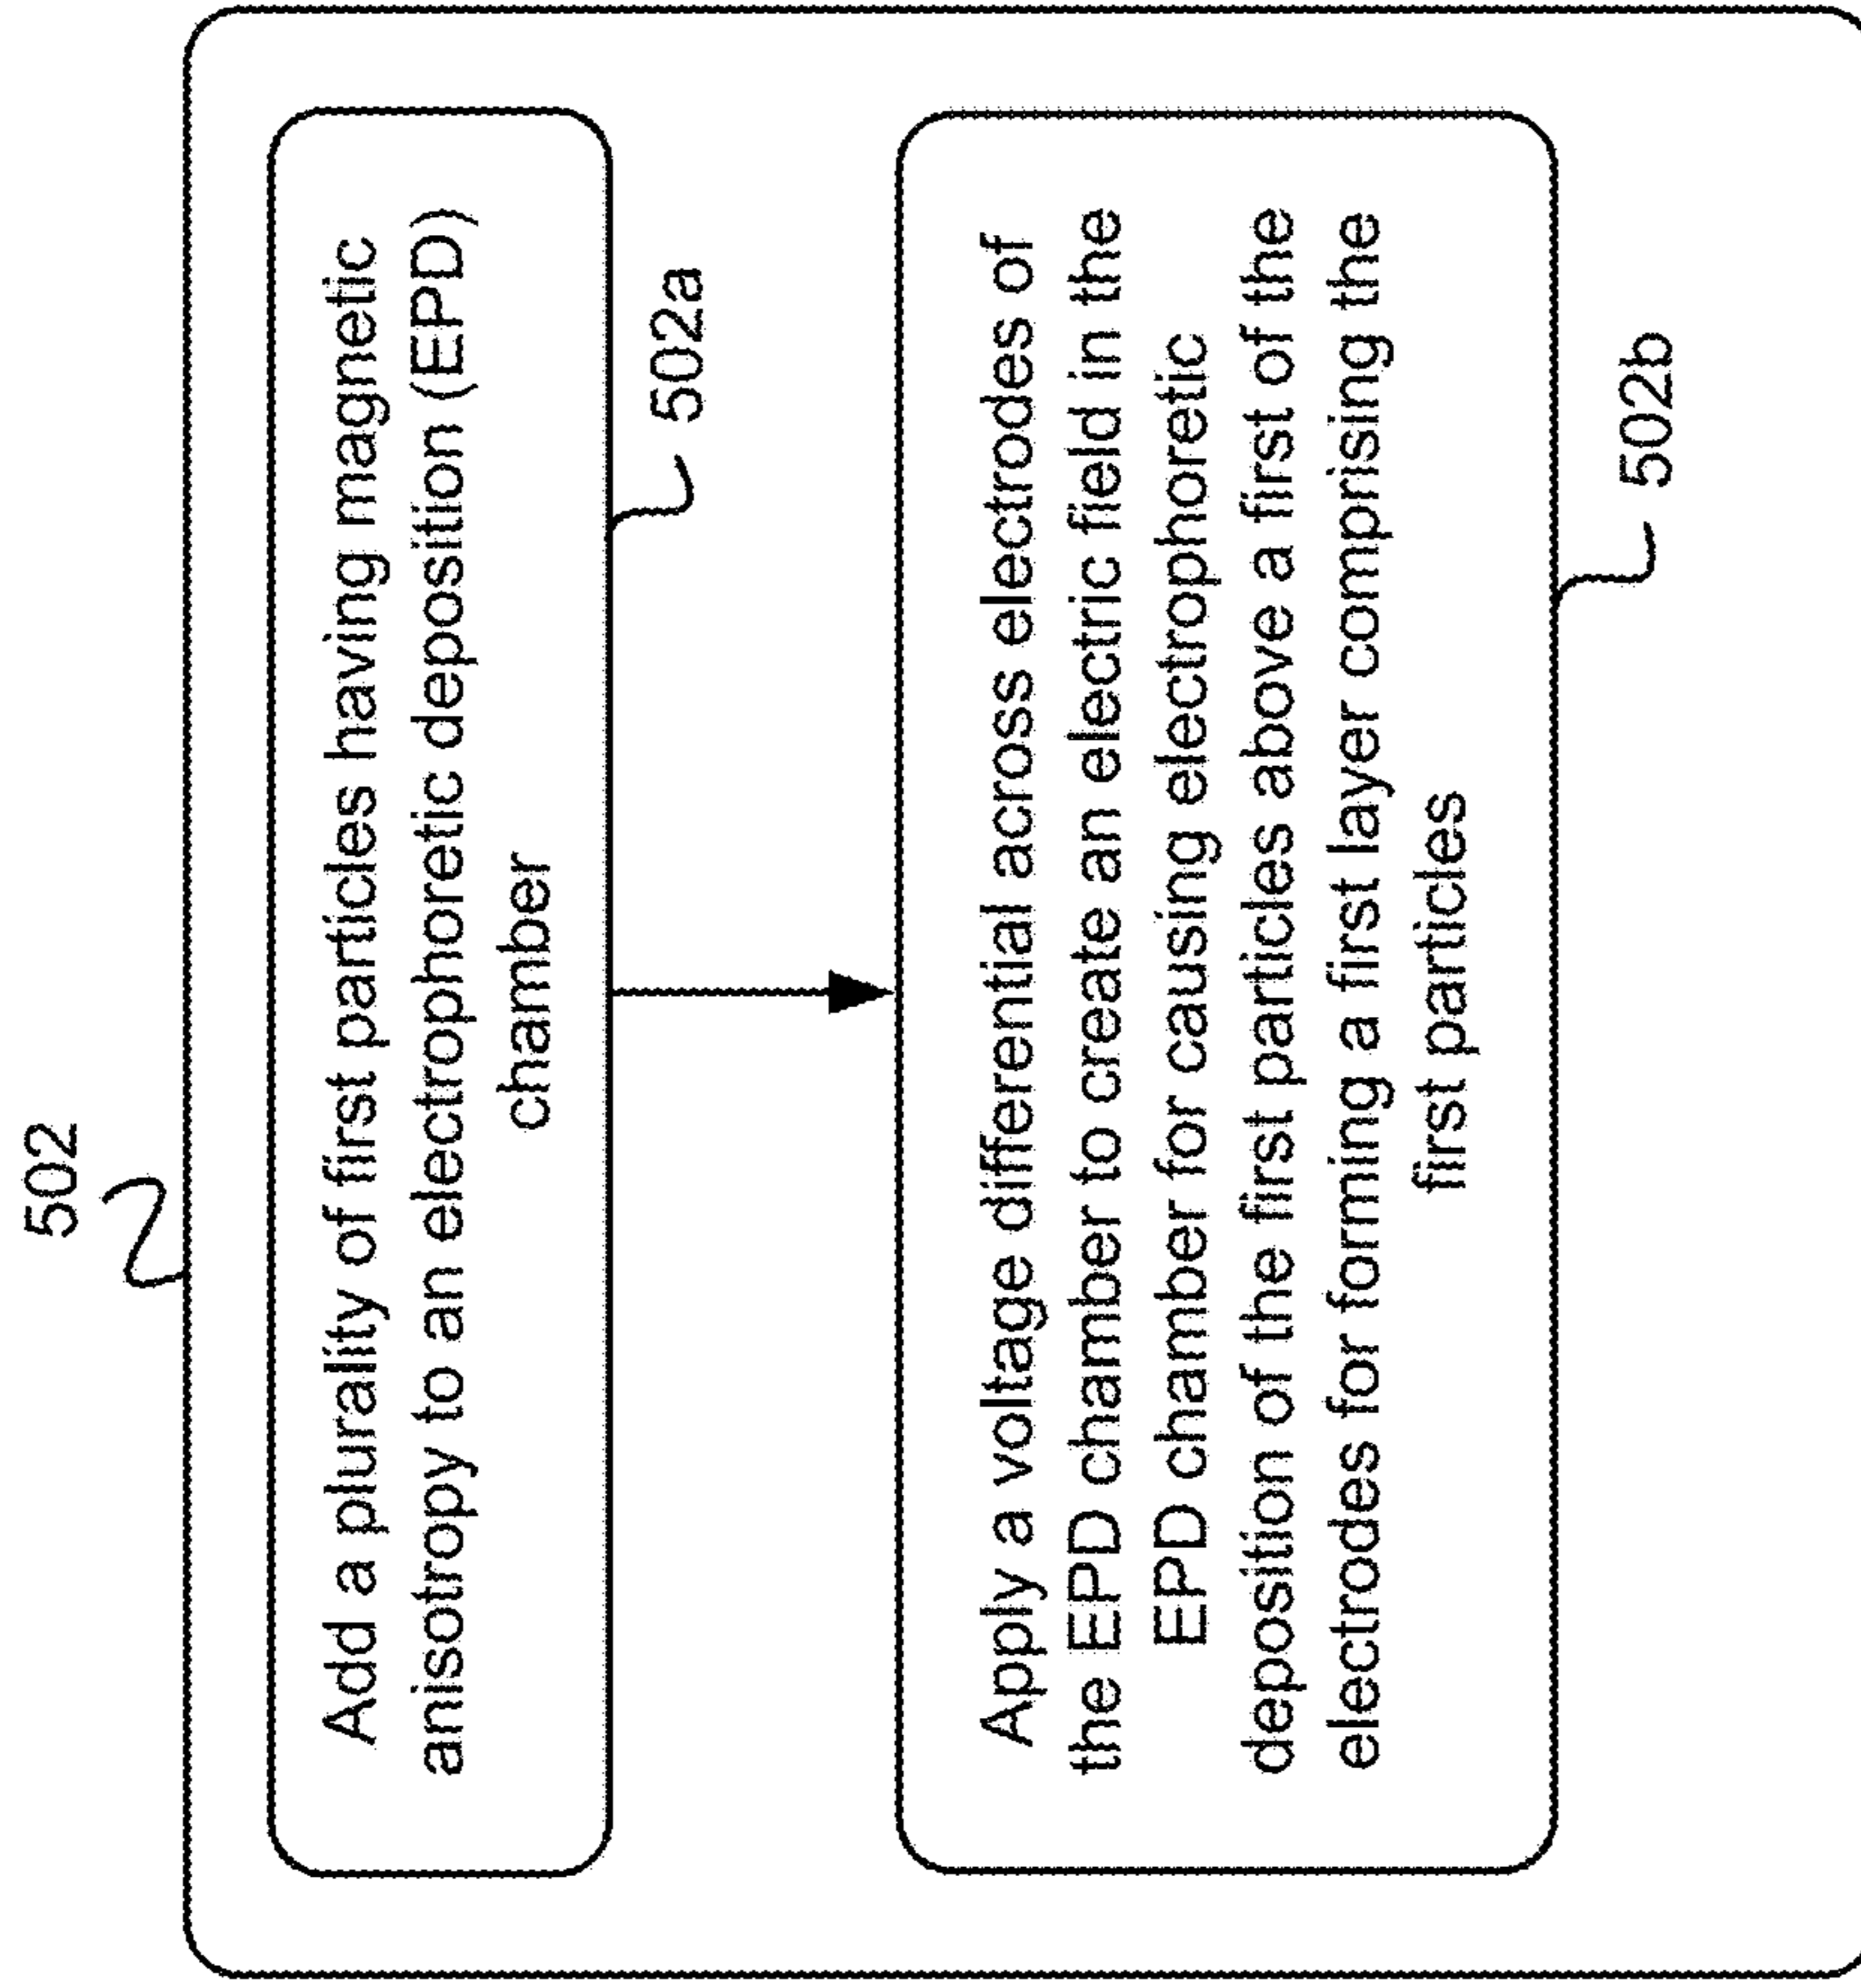 502
Add a plurality of first particles having magnetic
anisotropy to an electrophoretic deposition (EPD)
chamber
502a
Apply a voltage differential across electrodes of
the EPD chamber to create an electric field in the
EPD chamber for causing electrophoretic
deposition of the first particles above a first of the
electrodes for forming a first layer comprising the
first particles
502b